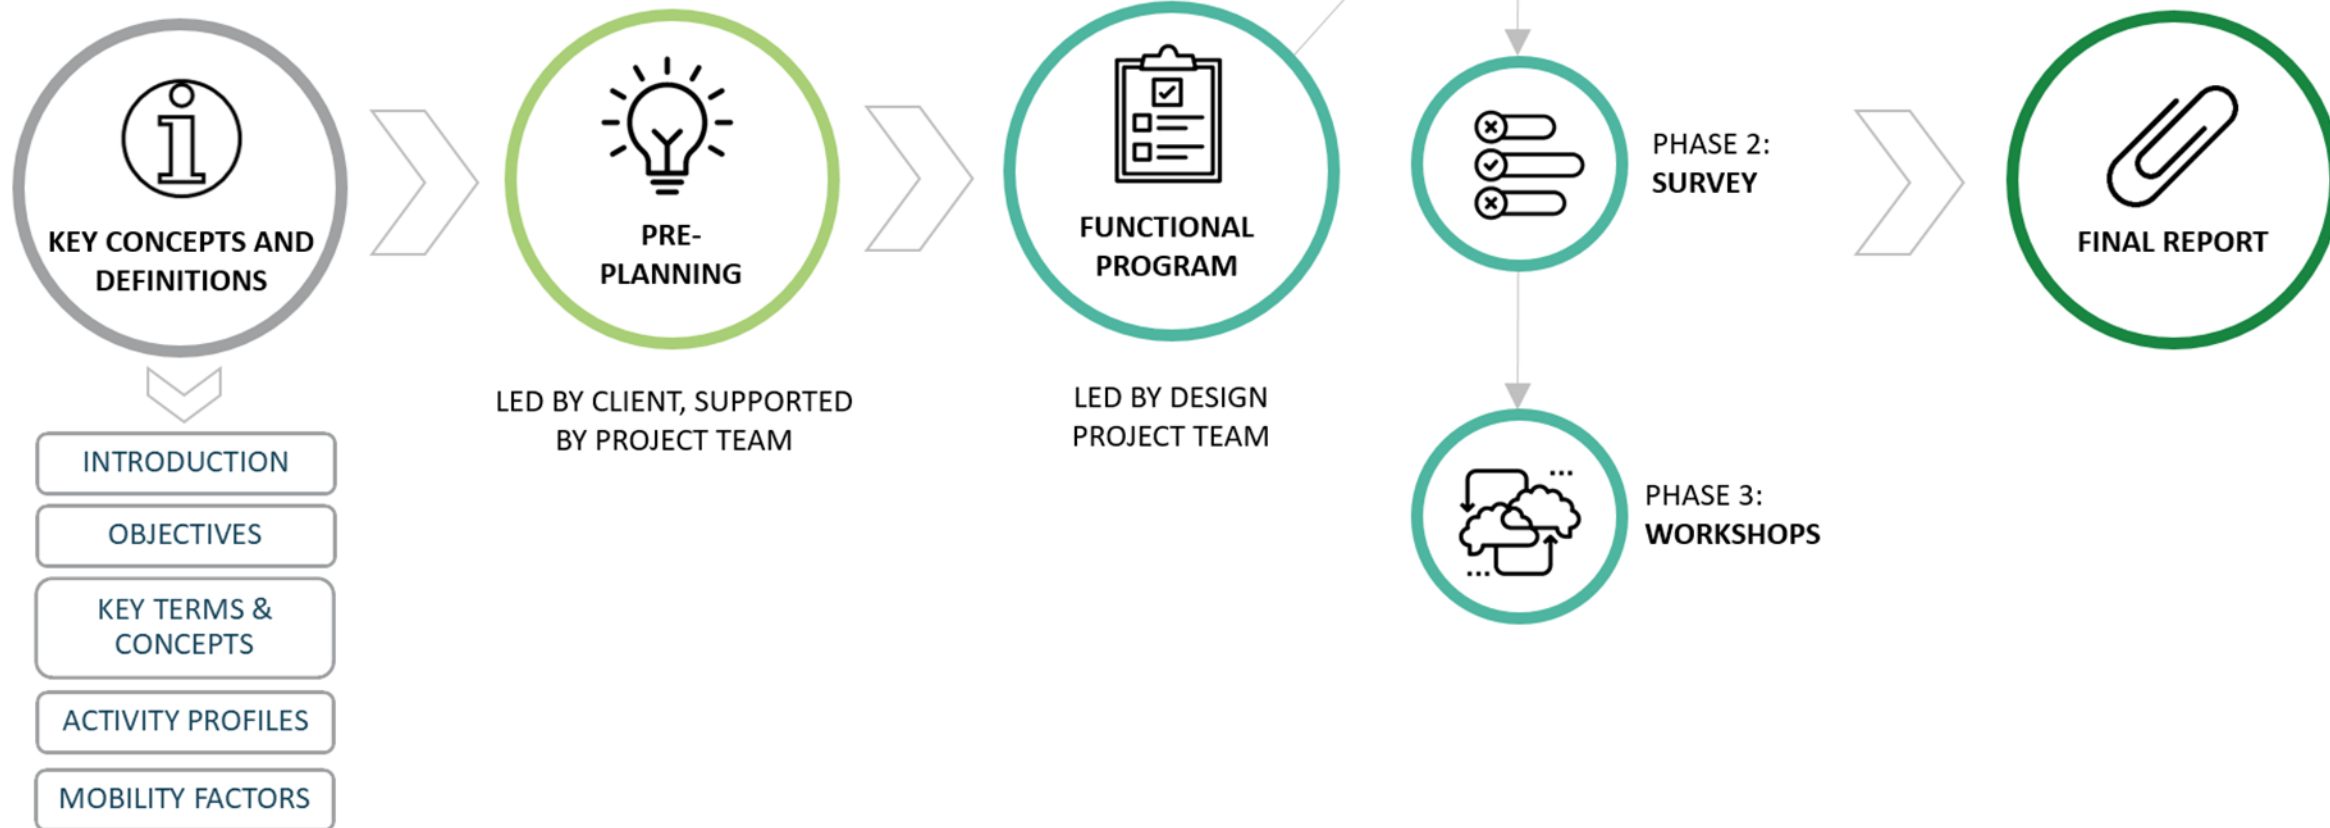 KEY CONCEPTS AND
DEFINITIONS
INTRODUCTION
OBJECTIVES
KEY TERMS &
CONCEPTS
ACTIVITY PROFILES
MOBILITY FACTORS
PRE-
PLANNING
LED BY CLIENT, SUPPORTED
BY PROJECT TEAM
FUNCTIONAL
PROGRAM
LED BY DESIGN
PROJECT TEAM
PHASE 2:
SURVEY
PHASE 3:
WORKSHOPS
FINAL REPORT